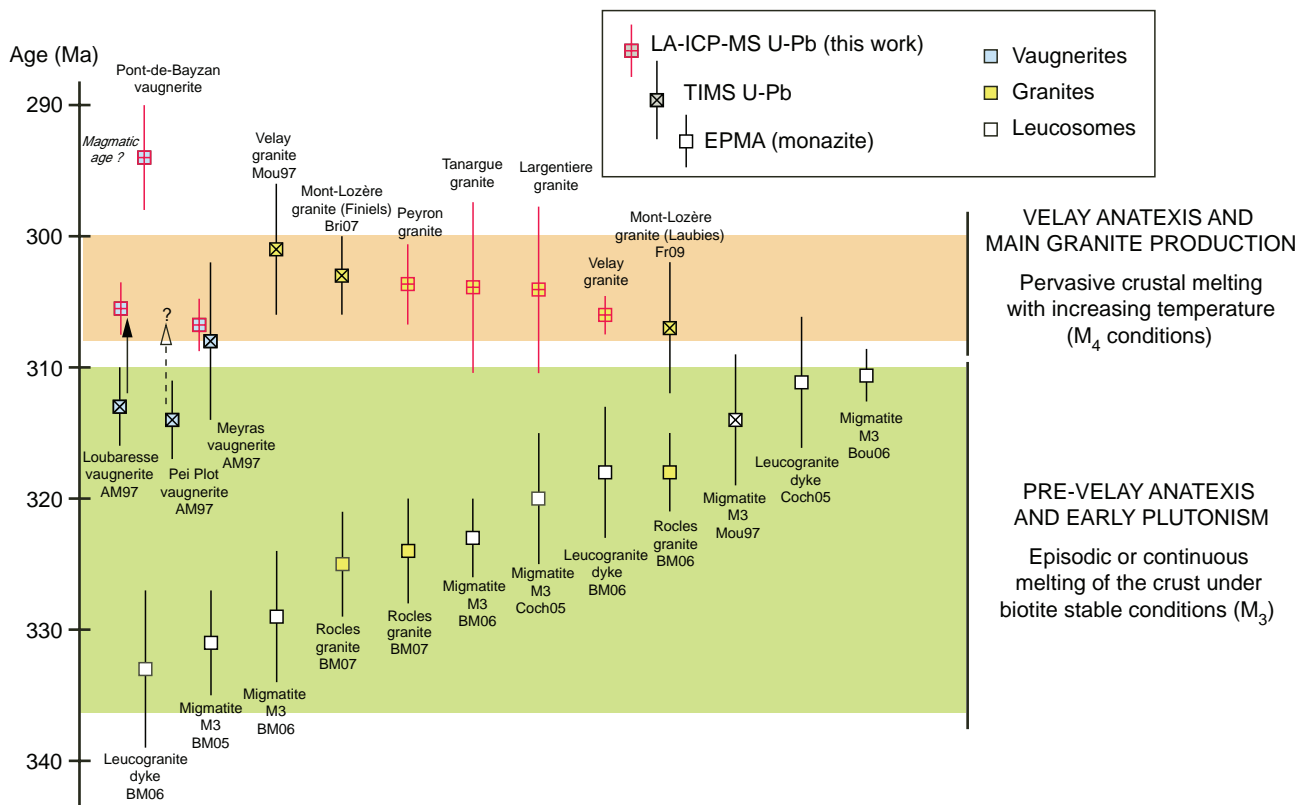 Age (Ma)
290
300
310
320
330
340
LA-ICP-MS U-Pb (this work)
TIMS U-Pb
EPMA (monazite)
Vaugnerites
Granites
Leucosomes
Pont-de-Bayzan
vaugnerite
Magmatic
age ?
Velay
granite
Mou97
Mont-Lozère
granite (Finiels)
Bri07
Peyron
granite
Tanargue
granite
Largentiere
granite
Velay
granite
Mont-Lozère
granite (Laubies)
Fr09
?
Loubaresse
vaugnerite
AM97
Pei Plot
vaugnerite
AM97
Meyras
vaugnerite
AM97
Leucogranite
dyke
BM06
Migmatite
M3
BM05
Migmatite
M3
BM06
Rocles
granite
BM07
Rocles
granite
BM07
Migmatite
M3
BM06
Migmatite
M3
Coch05
Leucogranite
dyke
BM06
Rocles
granite
BM06
Migmatite
M3
Mou97
Leucogranite
dyke
Coch05
Migmatite
M3
Bou06
VELAY ANATEXIS AND
MAIN GRANITE PRODUCTION
Pervasive crustal melting
with increasing temperature
(M4 conditions)
PRE-VELAY ANATEXIS
AND EARLY PLUTONISM
Episodic or continuous
melting of the crust under
biotite stable conditions (M3)